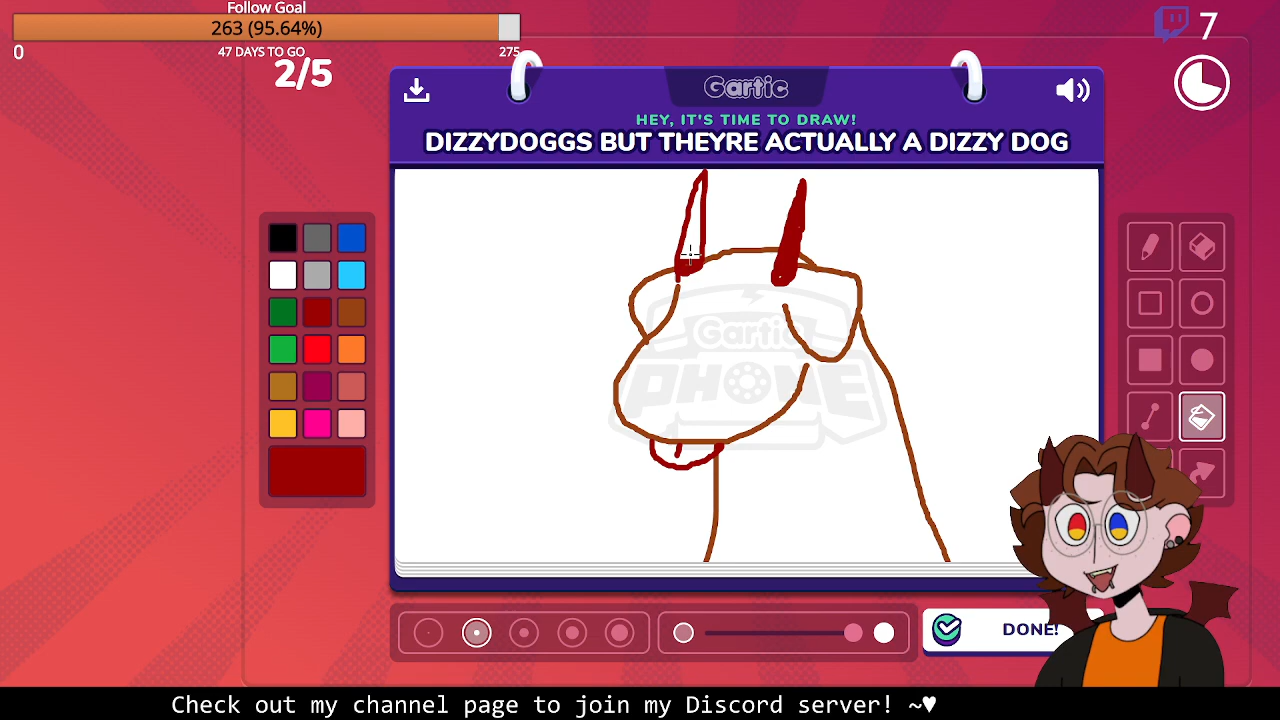 Follow Goal
263 (95.64%)
0
47 DAYS TO GO
275
2/5
7
Gartic
HEY, IT'S TIME TO DRAW!
DIZZYDOGGS BUT THEYRE ACTUALLY A DIZZY DOG
Gartic
PHONE
DONE!
Check out my channel page to join my Discord server! ~♥